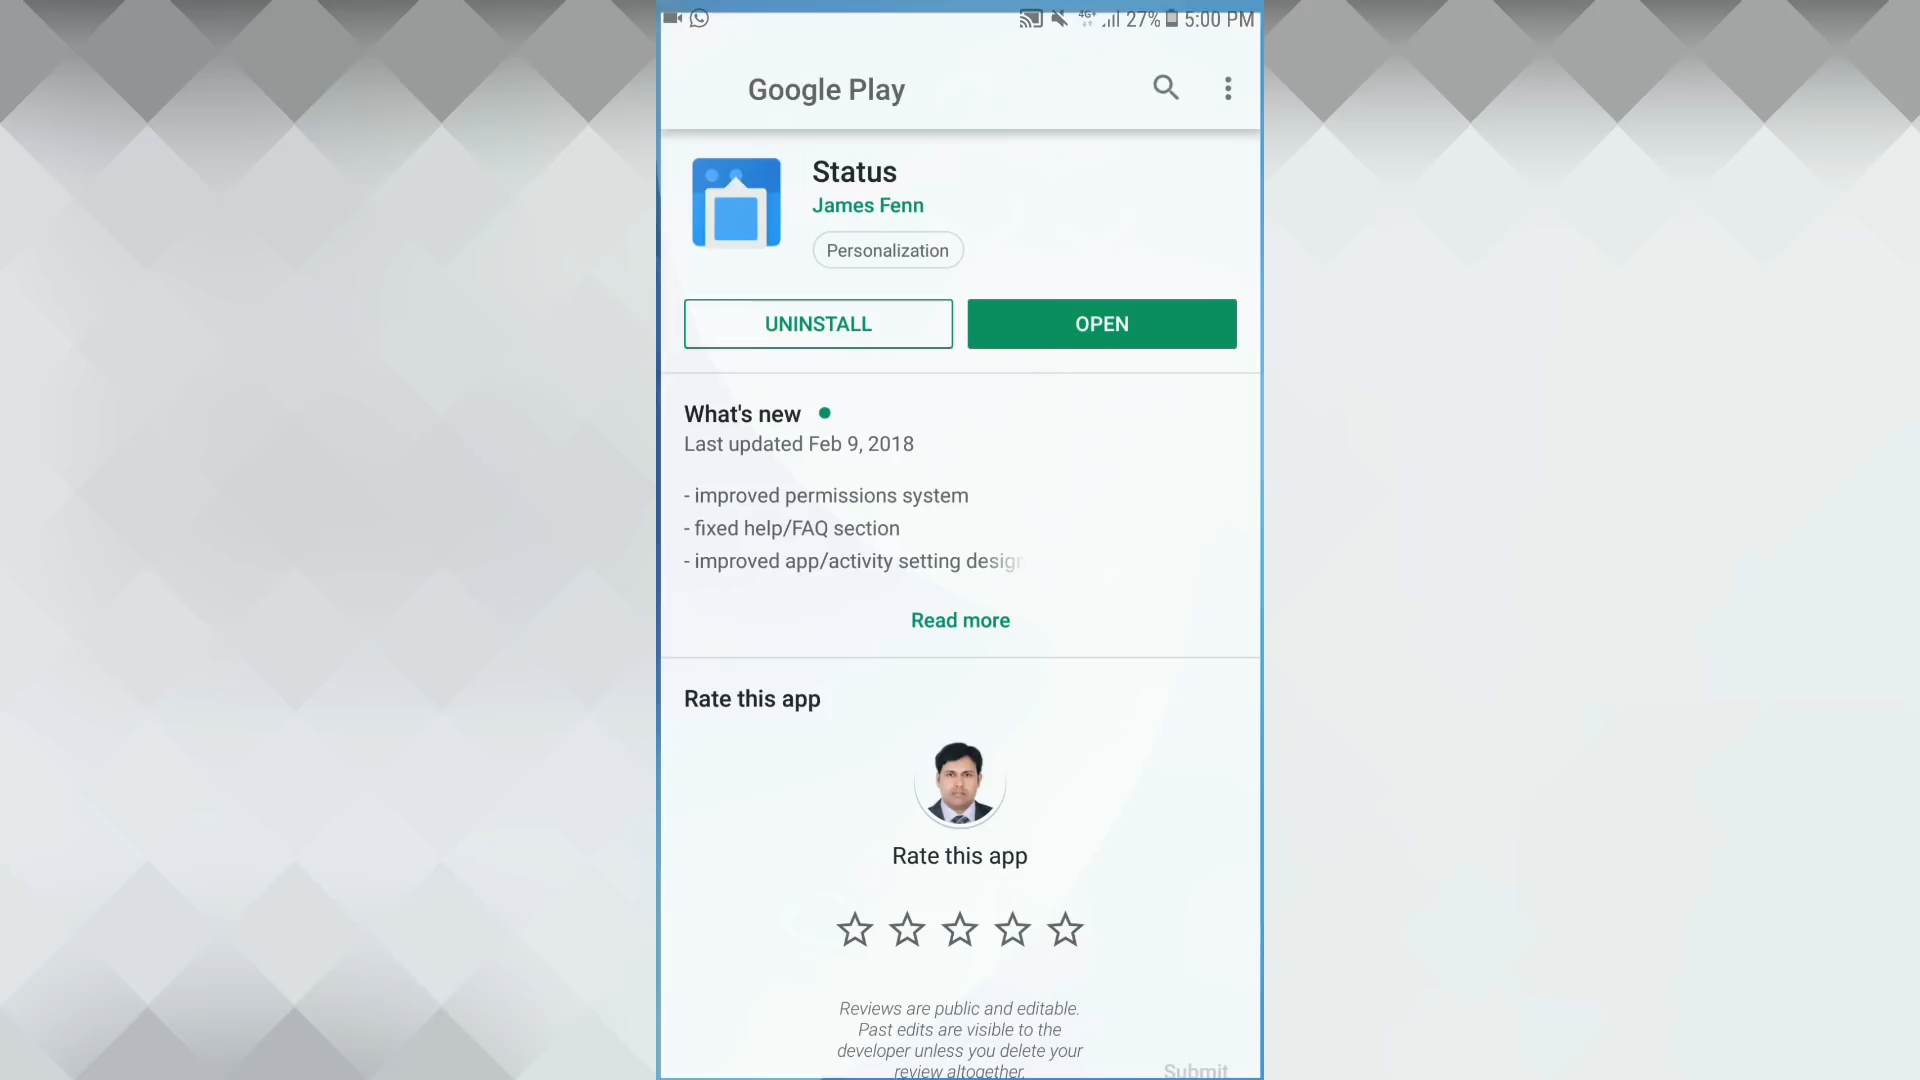 4G+ 27% 5:00 PM
Google Play
Status
James Fenn
Personalization
UNINSTALL
OPEN
What's new
Last updated Feb 9, 2018
- improved permissions system
- fixed help/FAQ section
- improved app/activity setting design
Read more
Rate this app
Rate this app
Reviews are public and editable.
Past edits are visible to the
developer unless you delete your
review altogether.
Submit